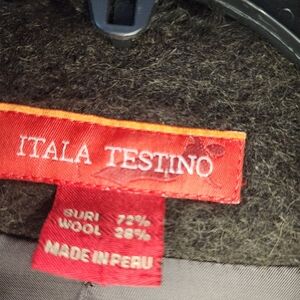 ITALA TESTINO
SURI 72%
WOOL 28%
MADE IN PERU